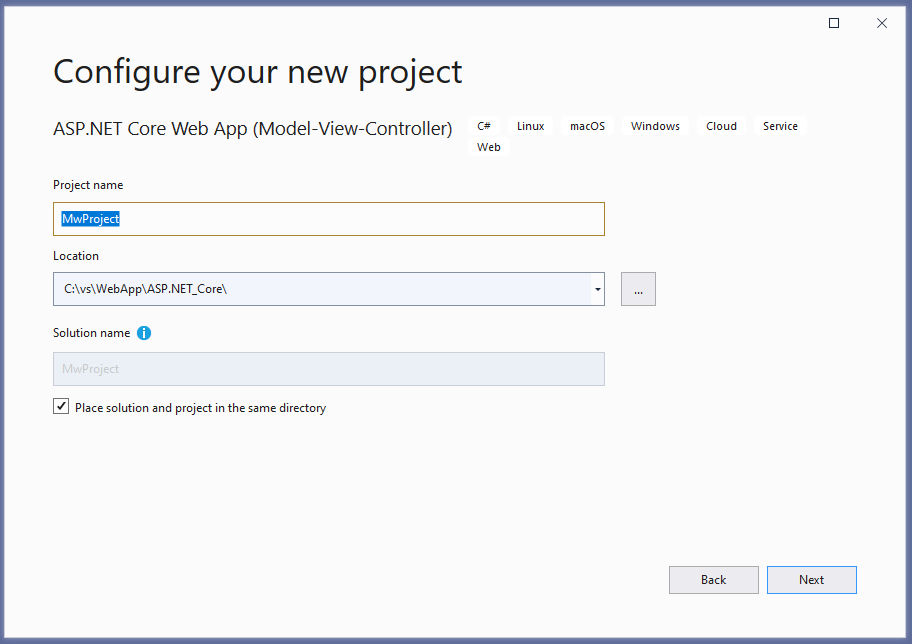 Configure your new project
ASP.NET Core Web App (Model-View-Controller) C# Linux macOS Windows Cloud Service
Web
Project name
MwProject
Location
C:\vs\WebApp\ASP.NET_Core\ ...
Solution name
MwProject
Place solution and project in the same directory
Back Next